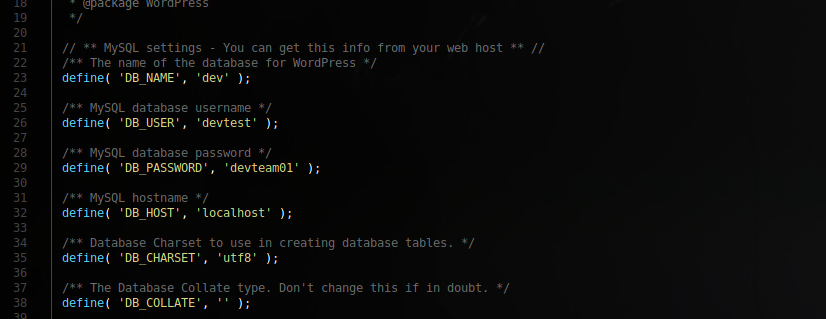 18 * @package WordPress
19 */
20
21 // ** MySQL settings - You can get this info from your web host ** //
22 /** The name of the database for WordPress */
23 define( 'DB_NAME', 'dev' );
24
25 /** MySQL database username */
26 define( 'DB_USER', 'devtest' );
27
28 /** MySQL database password */
29 define( 'DB_PASSWORD', 'devteam01' );
30
31 /** MySQL hostname */
32 define( 'DB_HOST', 'localhost' );
33
34 /** Database Charset to use in creating database tables. */
35 define( 'DB_CHARSET', 'utf8' );
36
37 /** The Database Collate type. Don't change this if in doubt. */
38 define( 'DB_COLLATE', '' );
39